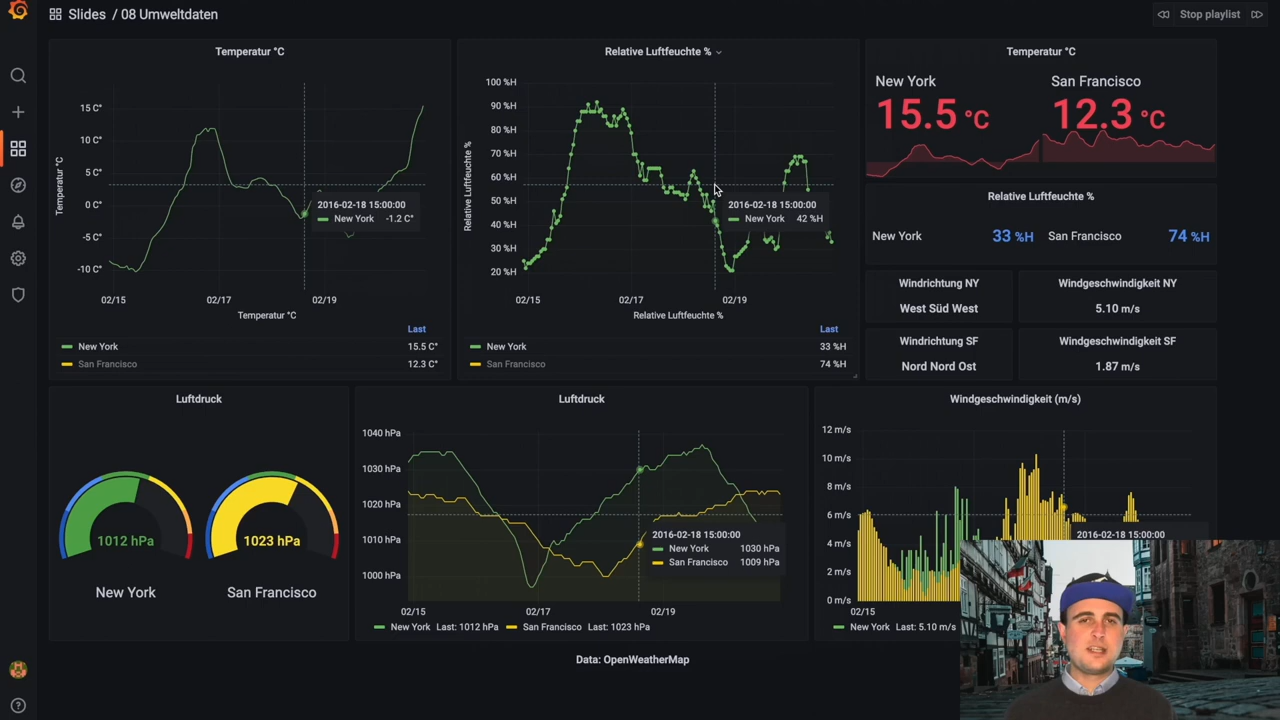 Slides / 08 Umweltdaten
Stop playlist
Temperatur °C
15 C°
10 C°
5 C°
0 C°
-5 C°
-10 C°
Temperatur °C
2016-02-18 15:00:00
New York -1.2 C°
02/15 02/17 02/19
Temperatur °C
Last
New York 15.5 C°
San Francisco 12.3 C°
Relative Luftfeuchte %
100 %H
90 %H
80 %H
70 %H
60 %H
50 %H
40 %H
30 %H
20 %H
Relative Luftfeuchte %
2016-02-18 15:00:00
New York 42 %H
02/15 02/17 02/19
Relative Luftfeuchte %
Last
New York 33 %H
San Francisco 74 %H
Temperatur °C
New York San Francisco
15.5 °C 12.3 °C
Relative Luftfeuchte %
New York 33 %H San Francisco 74 %H
Windrichtung NY
West Süd West
Windgeschwindigkeit NY
5.10 m/s
Windrichtung SF
Nord Nord Ost
Windgeschwindigkeit SF
1.87 m/s
Luftdruck
1012 hPa 1023 hPa
New York San Francisco
Luftdruck
1040 hPa
1030 hPa
1020 hPa
1010 hPa
1000 hPa
2016-02-18 15:00:00
New York 1030 hPa
San Francisco 1009 hPa
02/15 02/17 02/19
New York Last: 1012 hPa San Francisco Last: 1023 hPa
Windgeschwindigkeit (m/s)
12 m/s
10 m/s
8 m/s
6 m/s
4 m/s
2 m/s
0 m/s
2016-02-18 15:00:00
02/15
New York Last: 5.10 m/s
Data: OpenWeatherMap